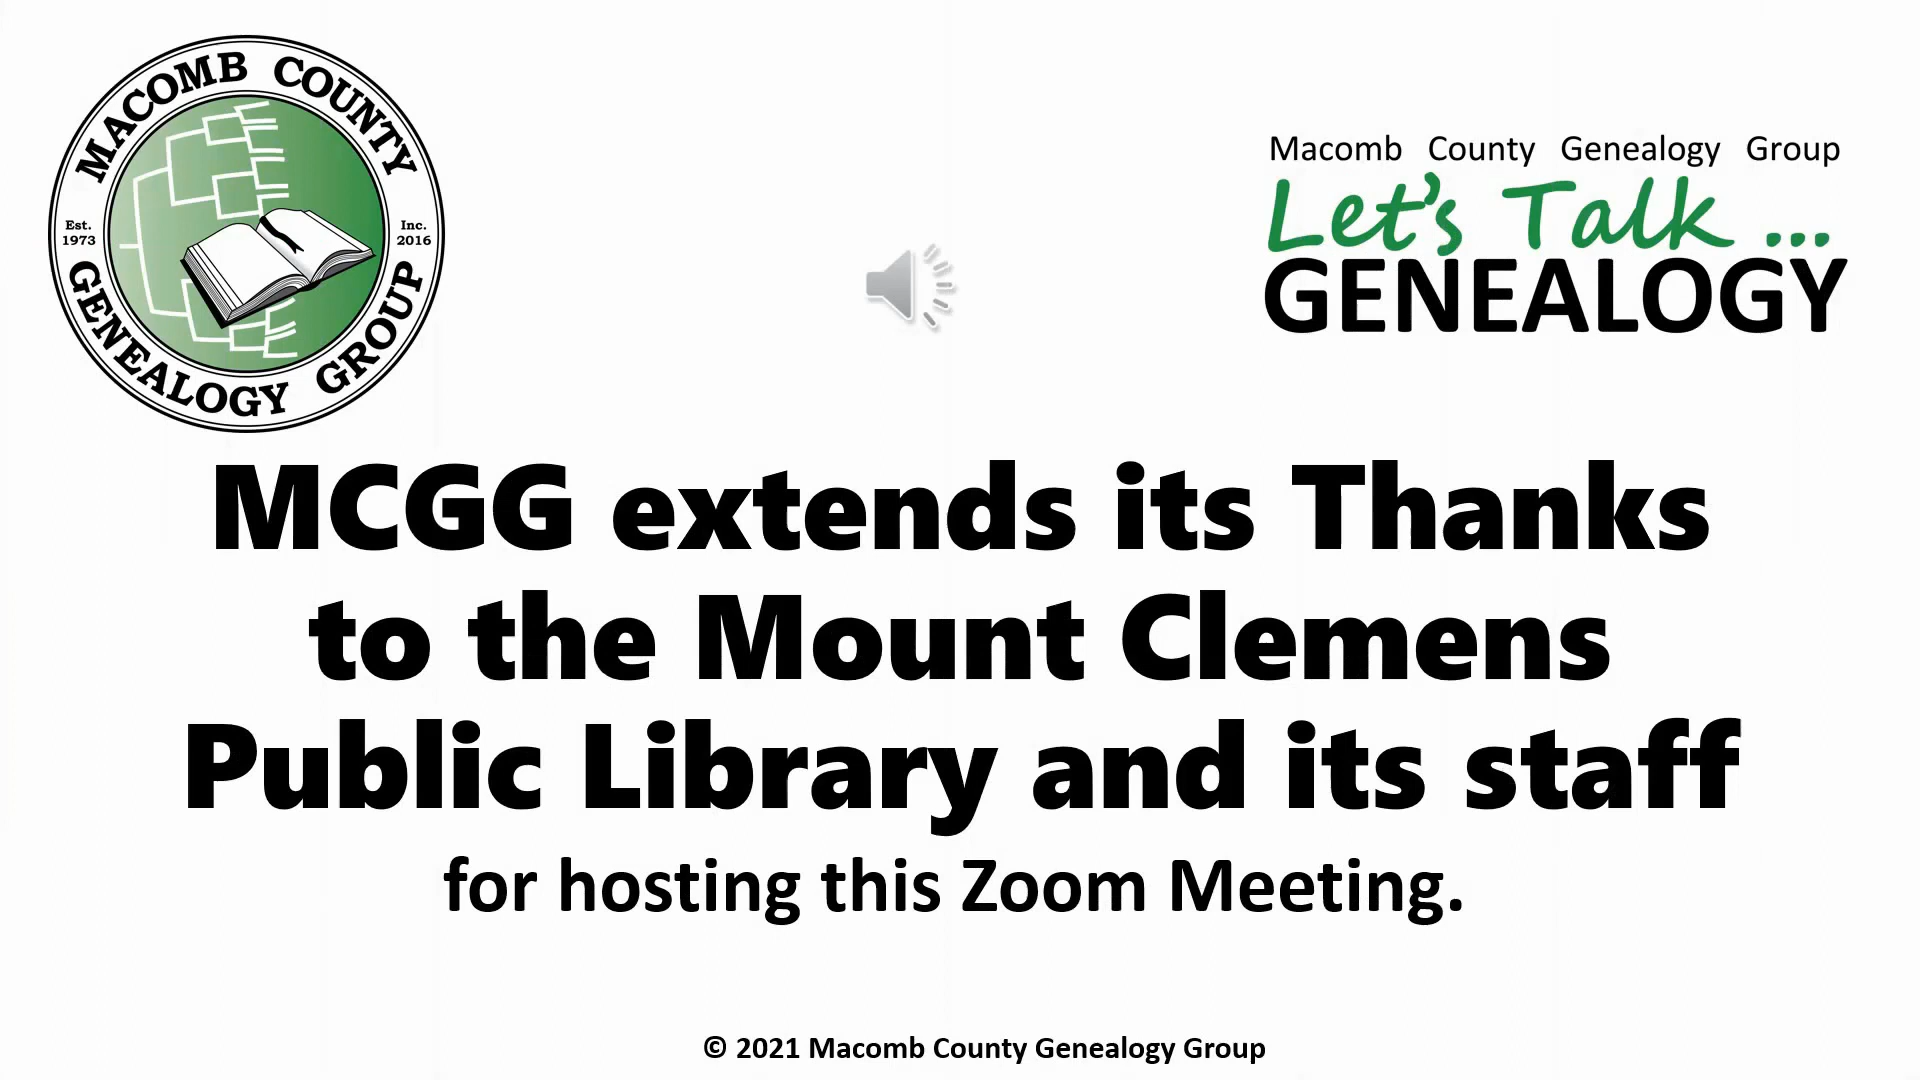 MACOMB COUNTY
GENEALOGY GROUP
Est.
1973
Inc.
2016
Macomb County Genealogy Group
Let's Talk ...
GENEALOGY
MCGG extends its Thanks
to the Mount Clemens
Public Library and its staff
for hosting this Zoom Meeting.
© 2021 Macomb County Genealogy Group